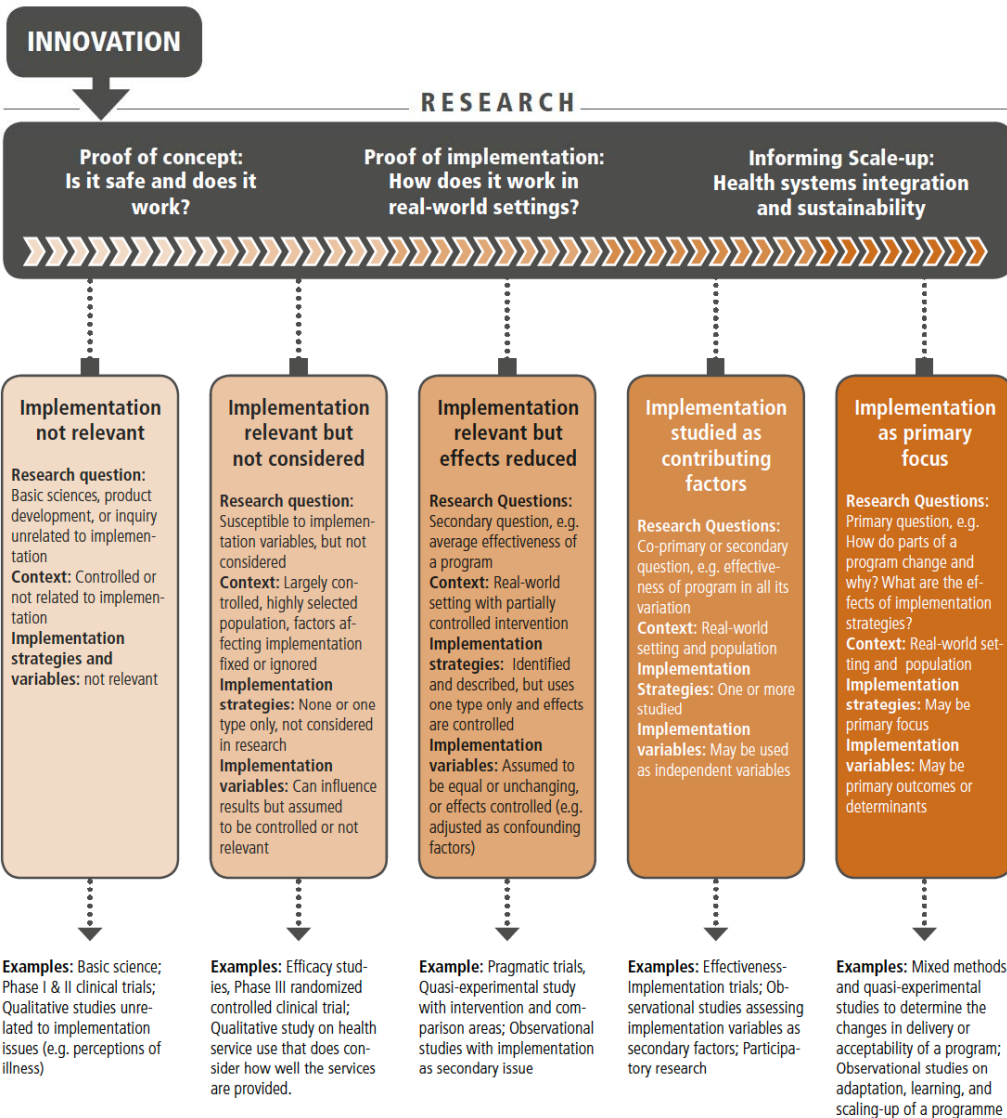 INNOVATION
RESEARCH
Proof of concept:
Is it safe and does it
work?
Proof of implementation:
How does it work in
real-world settings?
Informing Scale-up:
Health systems integration
and sustainability
Implementation
not relevant
Research question:
Basic sciences, product
development, or inquiry
unrelated to implemen-
tation
Context: Controlled or
not related to implemen-
tation
Implementation
strategies and
variables: not relevant
Implementation
relevant but
not considered
Research question:
Susceptible to implemen-
tation variables, but not
considered
Context: Largely con-
trolled, highly selected
population, factors af-
fecting implementation
fixed or ignored
Implementation
strategies: None or one
type only, not considered
in research
Implementation
variables: Can influence
results but assumed
to be controlled or not
relevant
Implementation
relevant but
effects reduced
Research Questions:
Secondary question, e.g.
average effectiveness of
a program
Context: Real-world
setting with partially
controlled intervention
Implementation
strategies: Identified
and described, but uses
one type only and effects
are controlled
Implementation
variables: Assumed to
be equal or unchanging,
or effects controlled (e.g.
adjusted as confounding
factors)
Implementation
studied as
contributing
factors
Research Questions:
Co-primary or secondary
question, e.g. effective-
ness of program in all its
variation
Context: Real-world
setting and population
Implementation
Strategies: One or more
studied
Implementation
variables: May be used
as independent variables
Implementation
as primary
focus
Research Questions:
Primary question, e.g.
How do parts of a
program change and
why? What are the ef-
fects of implementation
strategies?
Context: Real-world set-
ting and population
Implementation
strategies: May be
primary focus
Implementation
variables: May be
primary outcomes or
determinants
Examples: Basic science;
Phase I & II clinical trials;
Qualitative studies unre-
lated to implementation
issues (e.g. perceptions of
illness)
Examples: Efficacy stud-
ies, Phase III randomized
controlled clinical trial;
Qualitative study on health
service use that does con-
sider how well the services
are provided.
Example: Pragmatic trials,
Quasi-experimental study
with intervention and com-
parison areas; Observational
studies with implementation
as secondary issue
Examples: Effectiveness-
Implementation trials; Ob-
servational studies assessing
implementation variables as
secondary factors; Participa-
tory research
Examples: Mixed methods
and quasi-experimental
studies to determine the
changes in delivery or
acceptability of a program;
Observational studies on
adaptation, learning, and
scaling-up of a programme